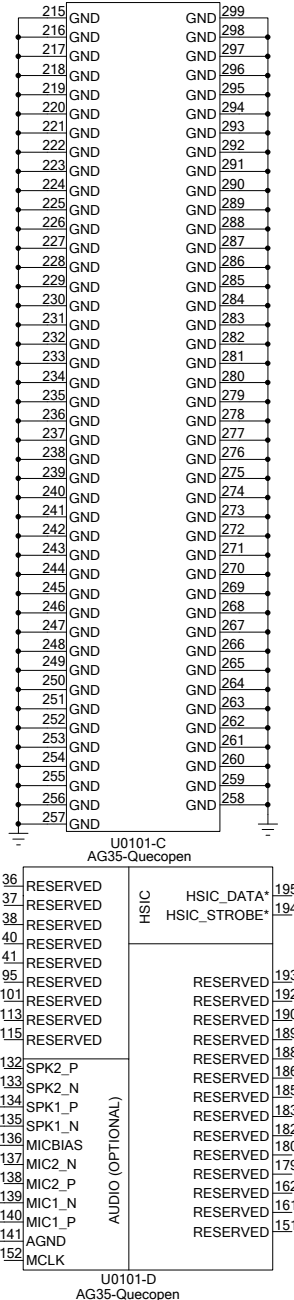 215 GND GND 299
216 GND GND 298
217 GND GND 297
218 GND GND 296
219 GND GND 295
220 GND GND 294
221 GND GND 293
222 GND GND 292
223 GND GND 291
224 GND GND 290
225 GND GND 289
226 GND GND 288
227 GND GND 287
228 GND GND 286
229 GND GND 285
230 GND GND 284
231 GND GND 283
232 GND GND 282
233 GND GND 281
234 GND GND 280
235 GND GND 279
236 GND GND 278
237 GND GND 277
238 GND GND 276
239 GND GND 275
240 GND GND 274
241 GND GND 273
242 GND GND 272
243 GND GND 271
244 GND GND 270
245 GND GND 269
246 GND GND 268
247 GND GND 267
248 GND GND 266
249 GND GND 265
250 GND GND 264
251 GND GND 263
252 GND GND 262
253 GND GND 261
254 GND GND 260
255 GND GND 259
256 GND GND 258
257 GND
U0101-C
AG35-Quecopen
36 RESERVED
37 RESERVED
38 RESERVED
40 RESERVED
41 RESERVED
95 RESERVED
101 RESERVED
113 RESERVED
115 RESERVED
132 SPK2_P
133 SPK2_N
134 SPK1_P
135 SPK1_N
136 MICBIAS
137 MIC2_N
138 MIC2_P
139 MIC1_N
140 MIC1_P
141 AGND
152 MCLK
AUDIO (OPTIONAL)
HSIC
HSIC_DATA* 195
HSIC_STROBE* 194
RESERVED 193
RESERVED 192
RESERVED 190
RESERVED 189
RESERVED 188
RESERVED 186
RESERVED 185
RESERVED 183
RESERVED 182
RESERVED 180
RESERVED 179
RESERVED 162
RESERVED 161
RESERVED 151
U0101-D
AG35-Quecopen